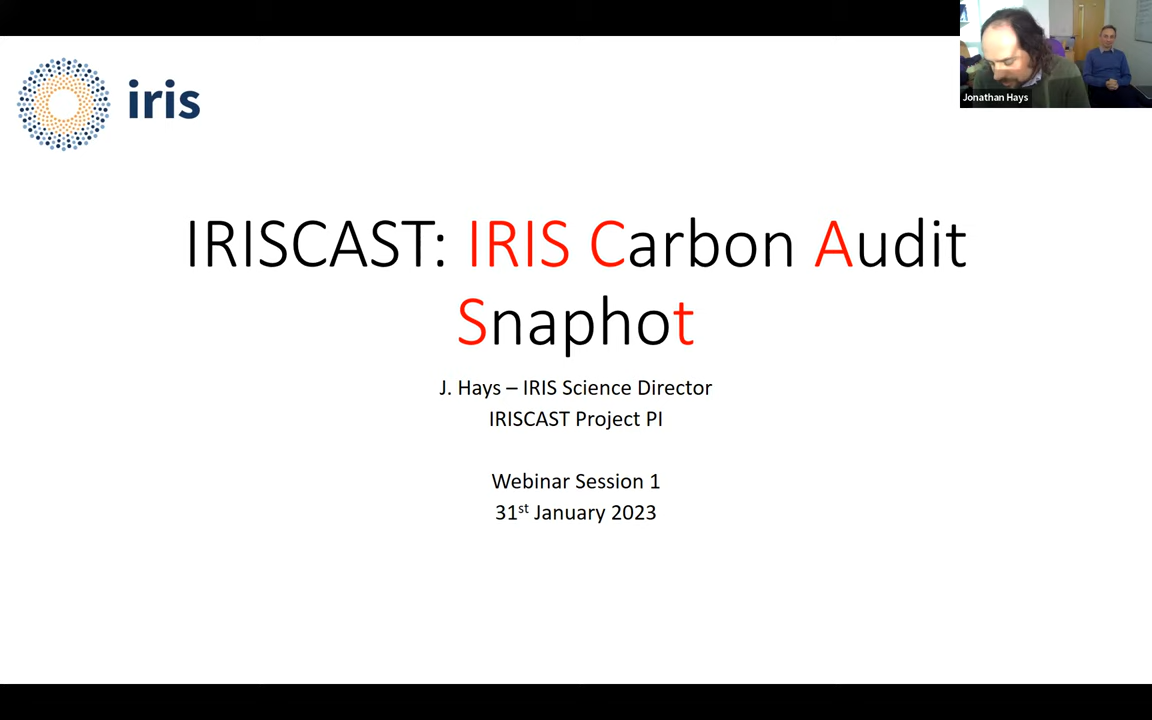 iris
Jonathan Hays
IRISCAST: IRIS Carbon Audit
Snaphot
J. Hays – IRIS Science Director
IRISCAST Project PI
Webinar Session 1
31st January 2023